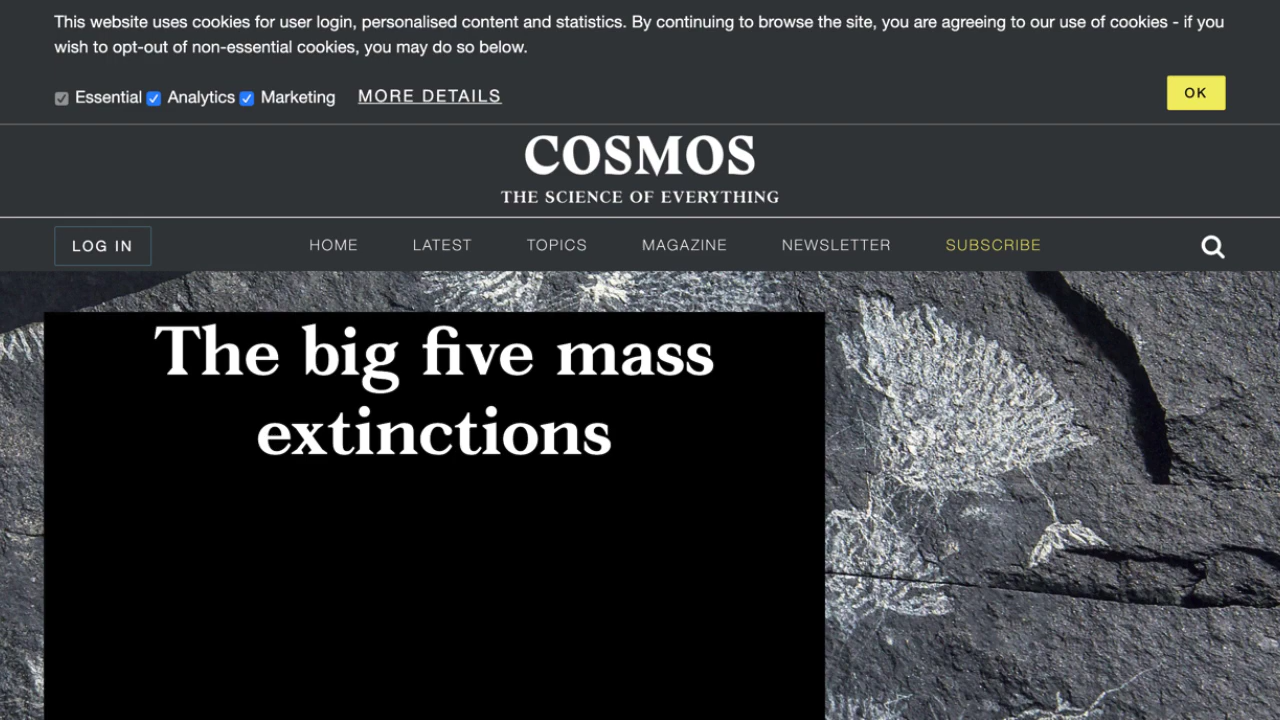 This website uses cookies for user login, personalised content and statistics. By continuing to browse the site, you are agreeing to our use of cookies - if you
wish to opt-out of non-essential cookies, you may do so below.
Essential Analytics Marketing MORE DETAILS OK
COSMOS
THE SCIENCE OF EVERYTHING
LOG IN HOME LATEST TOPICS MAGAZINE NEWSLETTER SUBSCRIBE
The big five mass
extinctions